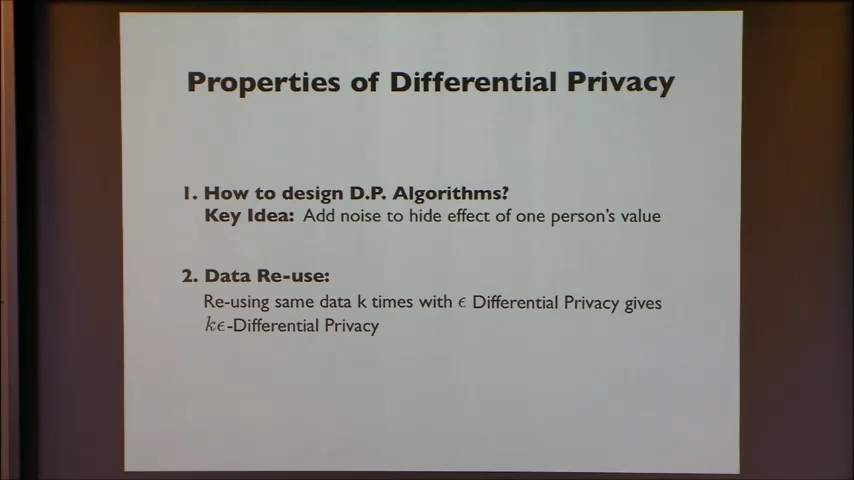 Properties of Differential Privacy
1. How to design D.P. Algorithms?
Key Idea: Add noise to hide effect of one person's value
2. Data Re-use:
Re-using same data k times with ϵ Differential Privacy gives
kϵ-Differential Privacy